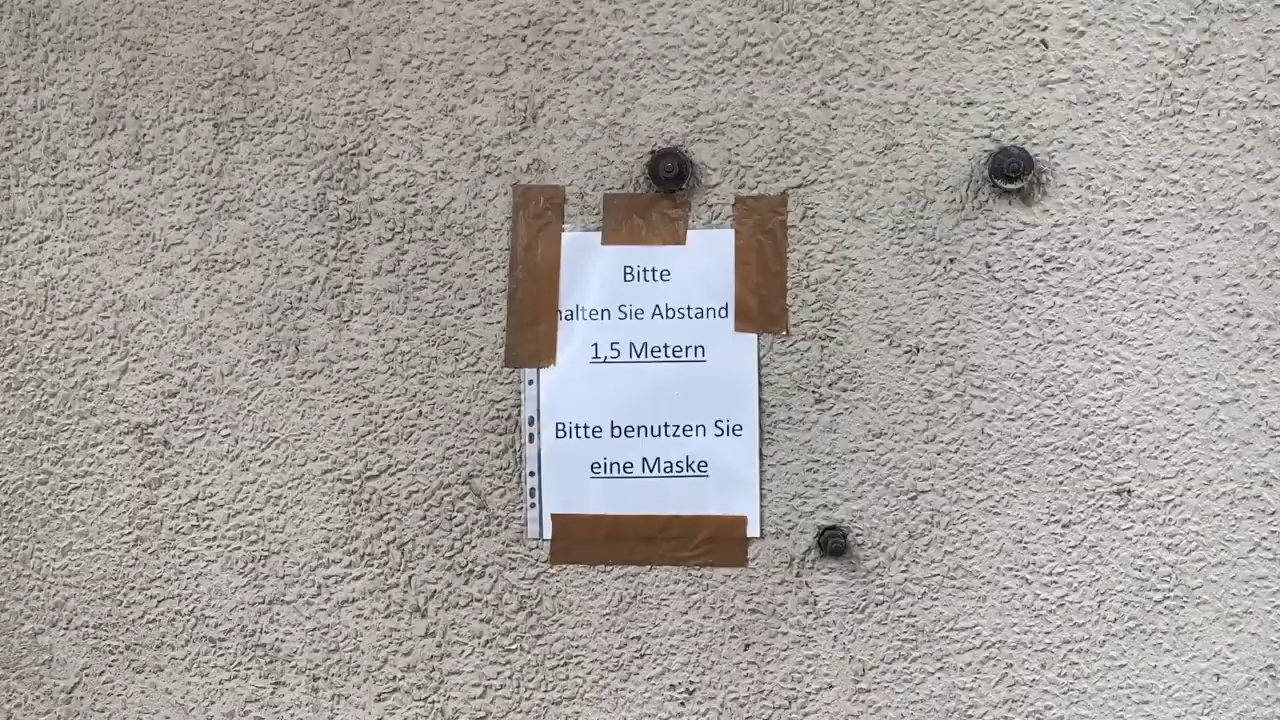 Bitte
halten Sie Abstand
1,5 Metern
Bitte benutzen Sie
eine Maske